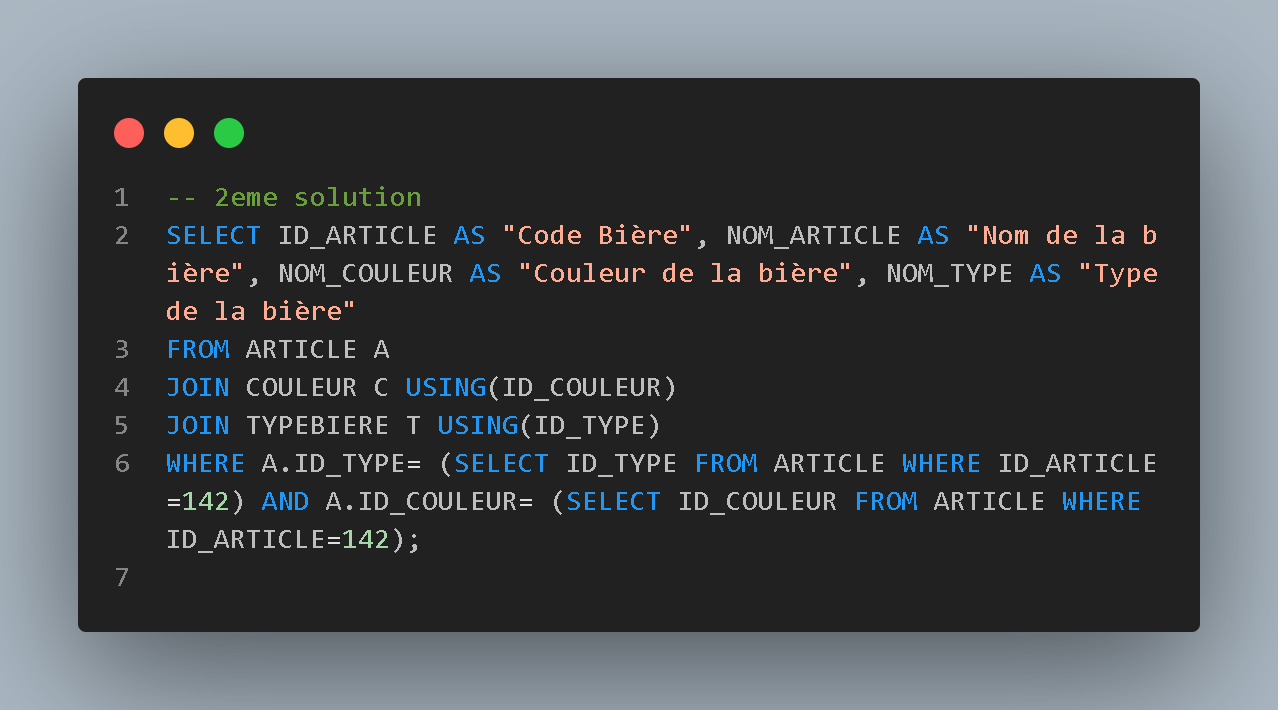 1 -- 2eme solution
2 SELECT ID_ARTICLE AS "Code Bière", NOM_ARTICLE AS "Nom de la b
ière", NOM_COULEUR AS "Couleur de la bière", NOM_TYPE AS "Type
de la bière"
3 FROM ARTICLE A
4 JOIN COULEUR C USING(ID_COULEUR)
5 JOIN TYPEBIERE T USING(ID_TYPE)
6 WHERE A.ID_TYPE= (SELECT ID_TYPE FROM ARTICLE WHERE ID_ARTICLE
=142) AND A.ID_COULEUR= (SELECT ID_COULEUR FROM ARTICLE WHERE
ID_ARTICLE=142);
7